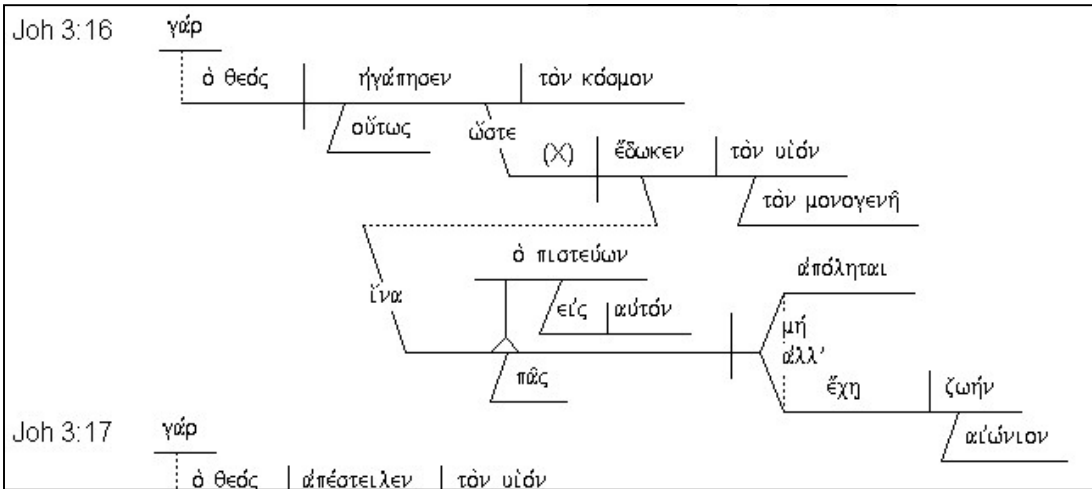 Joh 3:16 γάρ
ὁ θεός ἠγάπησεν τὸν κόσμον
οὕτως ὥστε
(X) ἔδωκεν τὸν υἱόν
τὸν μονογενῆ
ὁ πιστεύων
ἵνα εἰς αὐτόν ἀπόληται
μή
ἀλλ’
πᾶς ἔχῃ ζωήν
αἰώνιον
Joh 3:17 γάρ
ὁ θεός ἀπέστειλεν τὸν υἱόν